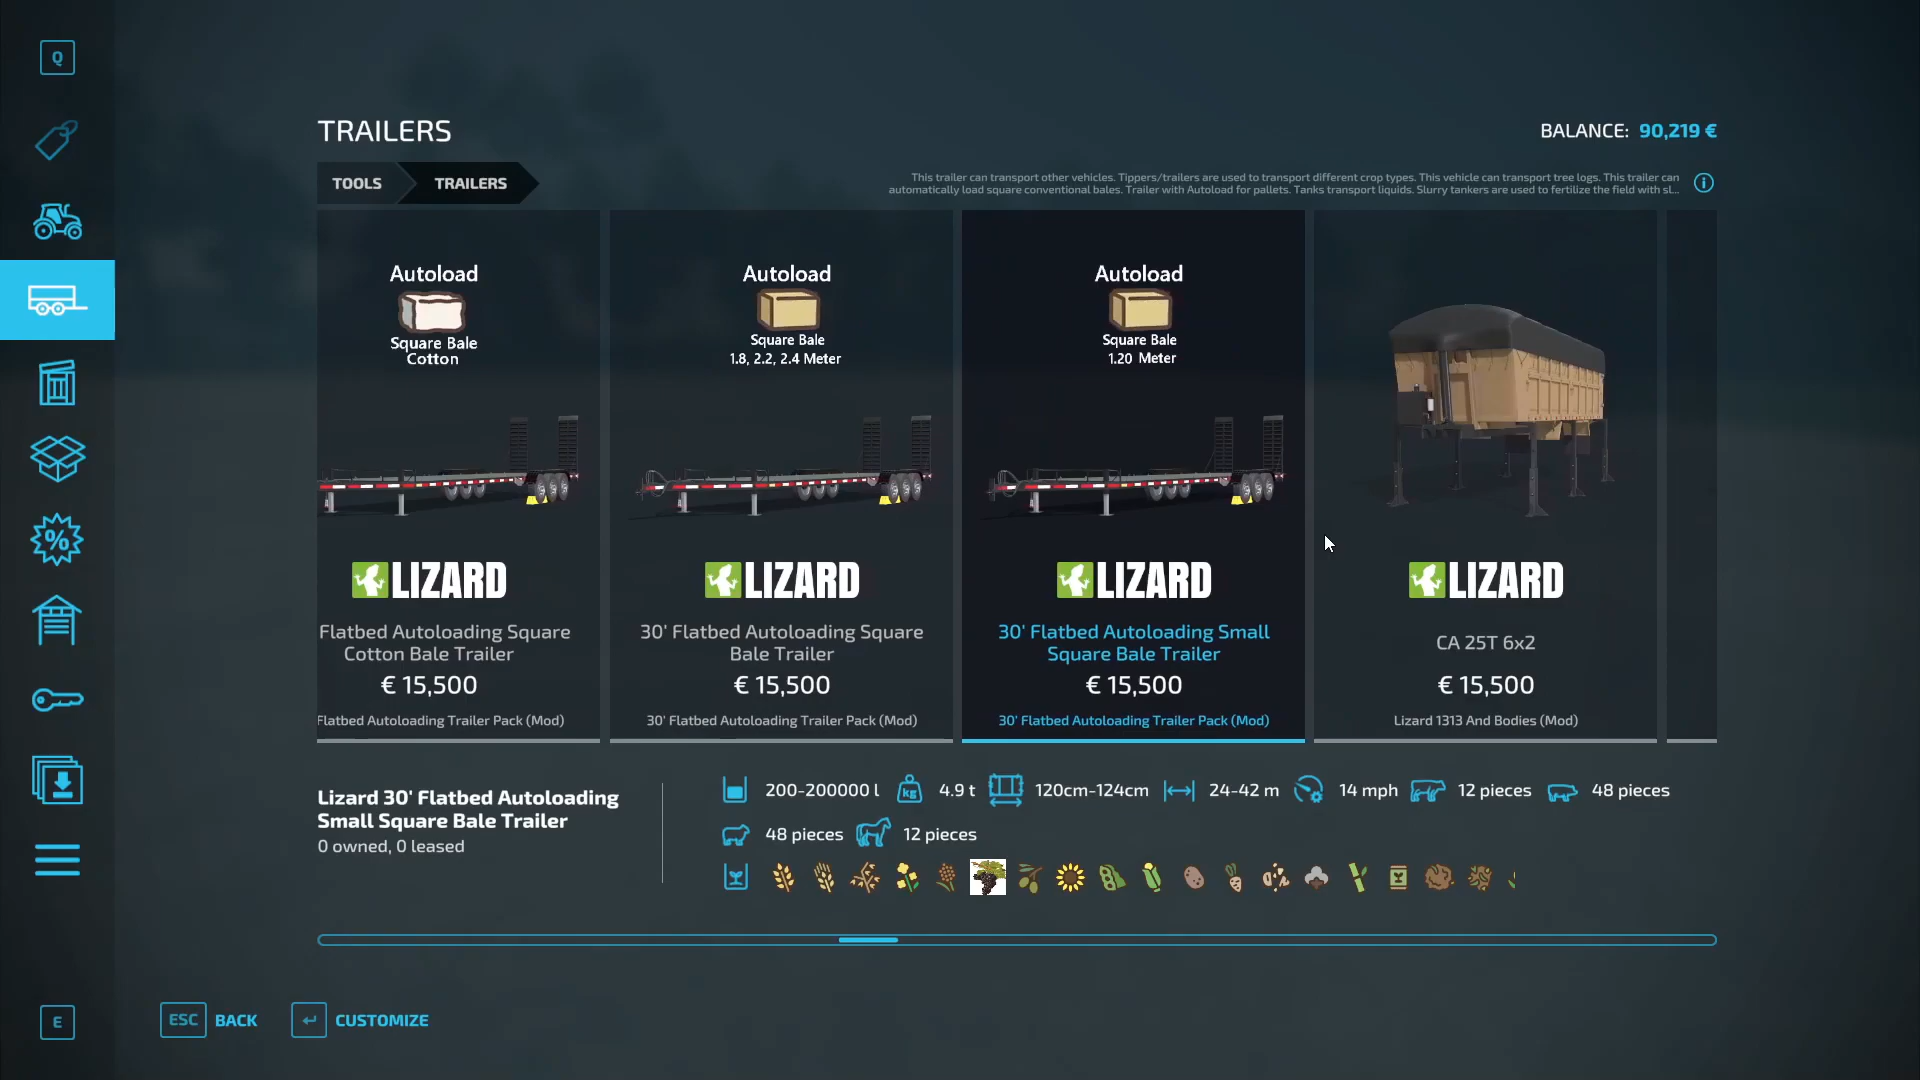 Q
TRAILERS
BALANCE: 90,219 €
TOOLS
TRAILERS
This trailer can transport other vehicles. Tippers/trailers are used to transport different crop types. This vehicle can transport tree logs. This trailer can
automatically load square conventional bales. Trailer with Autoload for pallets. Tanks transport liquids. Slurry tankers are used to fertilize the field with sl...
Autoload
Square Bale
Cotton
LIZARD
Flatbed Autoloading Square
Cotton Bale Trailer
€ 15,500
Flatbed Autoloading Trailer Pack (Mod)
Autoload
Square Bale
1.8, 2.2, 2.4 Meter
LIZARD
30' Flatbed Autoloading Square
Bale Trailer
€ 15,500
30' Flatbed Autoloading Trailer Pack (Mod)
Autoload
Square Bale
1.20 Meter
LIZARD
30' Flatbed Autoloading Small
Square Bale Trailer
€ 15,500
30' Flatbed Autoloading Trailer Pack (Mod)
LIZARD
CA 25T 6x2
€ 15,500
Lizard 1313 And Bodies (Mod)
Lizard 30' Flatbed Autoloading
Small Square Bale Trailer
0 owned, 0 leased
200-200000 l
kg
4.9 t
120cm-124cm
24-42 m
14 mph
12 pieces
48 pieces
48 pieces
12 pieces
%
E
ESC BACK
CUSTOMIZE